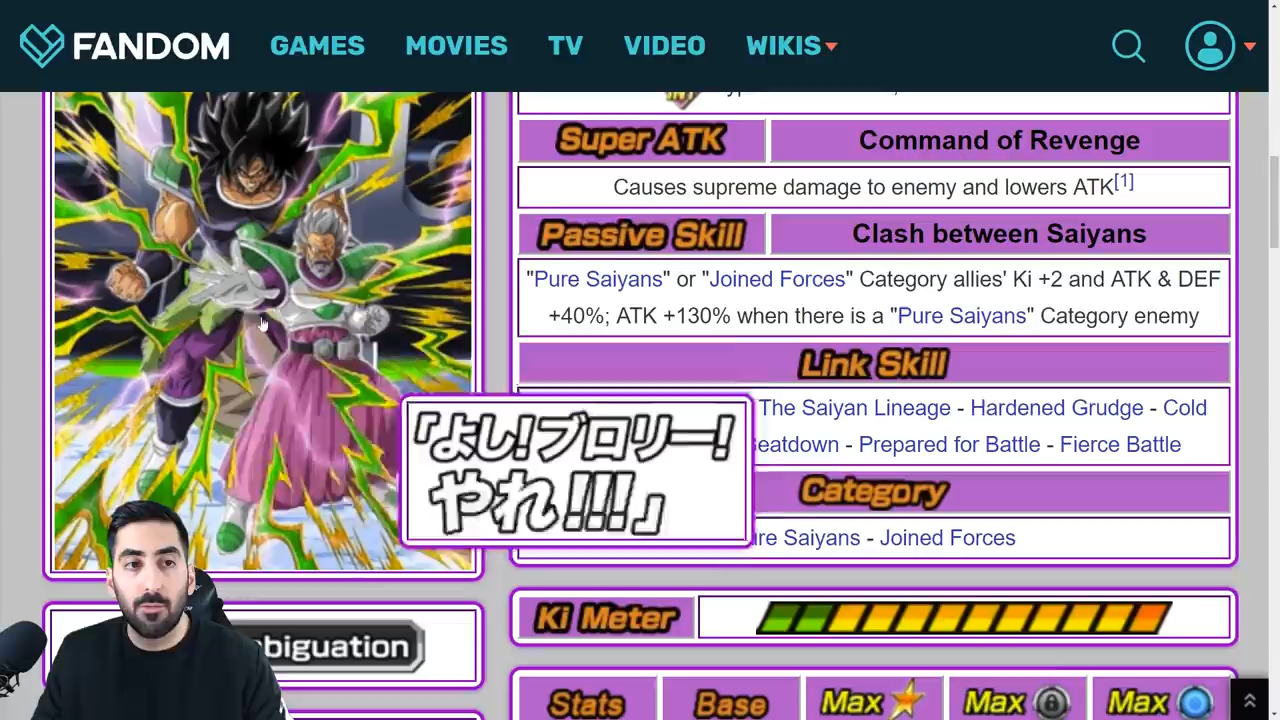 FANDOM GAMES MOVIES TV VIDEO WIKIS
Super ATK Command of Revenge
Causes supreme damage to enemy and lowers ATK[1]
Passive Skill Clash between Saiyans
"Pure Saiyans" or "Joined Forces" Category allies' Ki +2 and ATK & DEF
+40%; ATK +130% when there is a "Pure Saiyans" Category enemy
Link Skill
The Saiyan Lineage - Hardened Grudge - Cold
Beatdown - Prepared for Battle - Fierce Battle
「よし!ブロリー!
やれ!!!」
Category
Saiyans - Joined Forces
Ki Meter
Stats Base Max Max Max